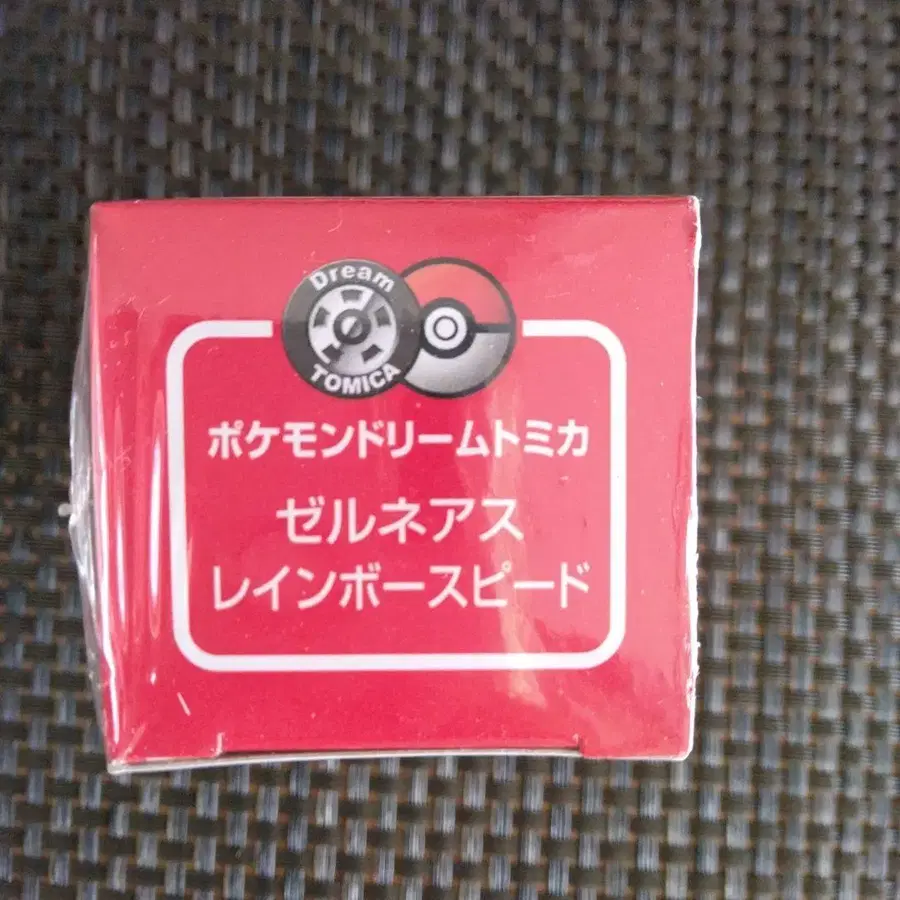 Dream
TOMICA
ポケモンドリームトミカ
ゼルネアス
レインボースピード